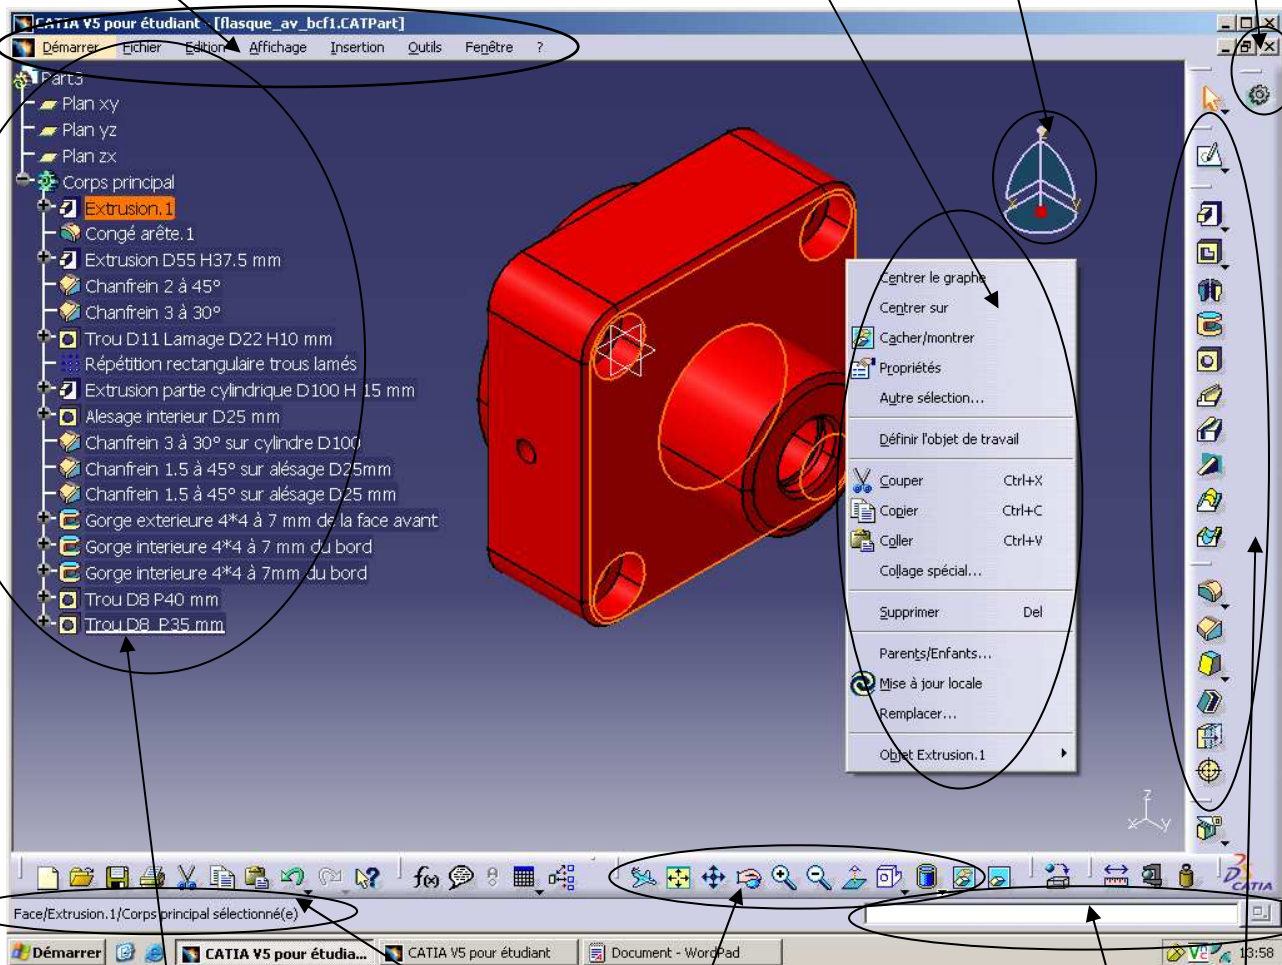 CATIA V5 pour étudiant - [flasque_av_bcf1.CATPart]
Démarrer Fichier Edition Affichage Insertion Outils Fenêtre ?
Part3
Plan xy
Plan yz
Plan zx
Corps principal
Extrusion.1
Congé arête.1
Extrusion D55 H37.5 mm
Chanfrein 2 à 45°
Chanfrein 3 à 30°
Trou D11 Lamage D22 H10 mm
Répétition rectangulaire trous lamés
Extrusion partie cylindrique D100 H 15 mm
Alesage interieur D25 mm
Chanfrein 3 à 30° sur cylindre D100
Chanfrein 1.5 à 45° sur alésage D25mm
Chanfrein 1.5 à 45° sur alésage D25 mm
Gorge exterieure 4*4 à 7 mm de la face avant
Gorge interieure 4*4 à 7 mm du bord
Gorge interieure 4*4 à 7mm du bord
Trou D8 P40 mm
Trou D8 P35 mm
Centrer le graphe
Centrer sur
Cacher/montrer
Propriétés
Autre sélection...
Définir l'objet de travail
Couper Ctrl+X
Copier Ctrl+C
Coller Ctrl+V
Collage spécial...
Supprimer Del
Parents/Enfants...
Mise à jour locale
Remplacer...
Objet Extrusion.1
z
x y
f(x)
CATIA
Face/Extrusion.1/Corps principal sélectionné(e)
Démarrer CATIA V5 pour étudia... CATIA V5 pour étudiant Document - WordPad 13:58